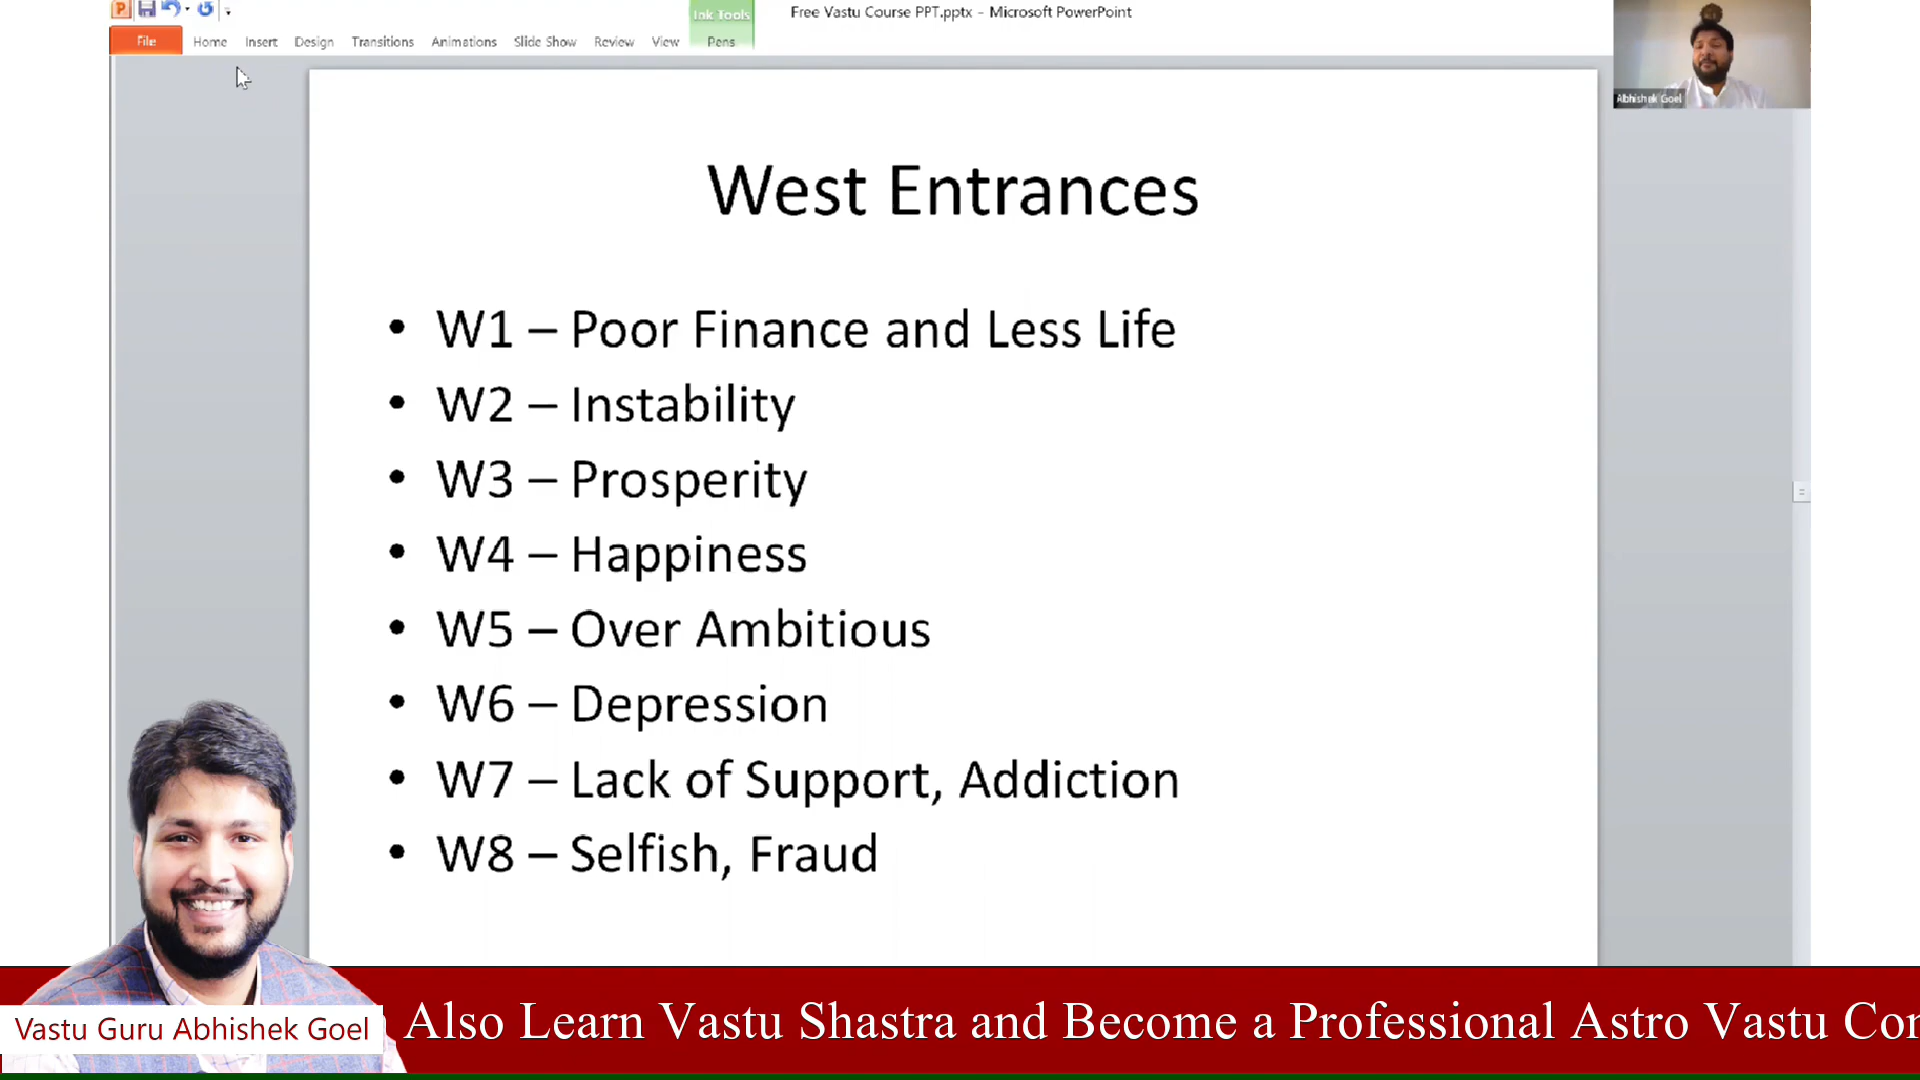 Free Vastu Course PPT.pptx - Microsoft PowerPoint
Ink Tools
File Home Insert Design Transitions Animations Slide Show Review View Pens
Abhishek Goel
West Entrances
• W1 – Poor Finance and Less Life
• W2 – Instability
• W3 – Prosperity
• W4 – Happiness
• W5 – Over Ambitious
• W6 – Depression
• W7 – Lack of Support, Addiction
• W8 – Selfish, Fraud
Vastu Guru Abhishek Goel
Also Learn Vastu Shastra and Become a Professional Astro Vastu